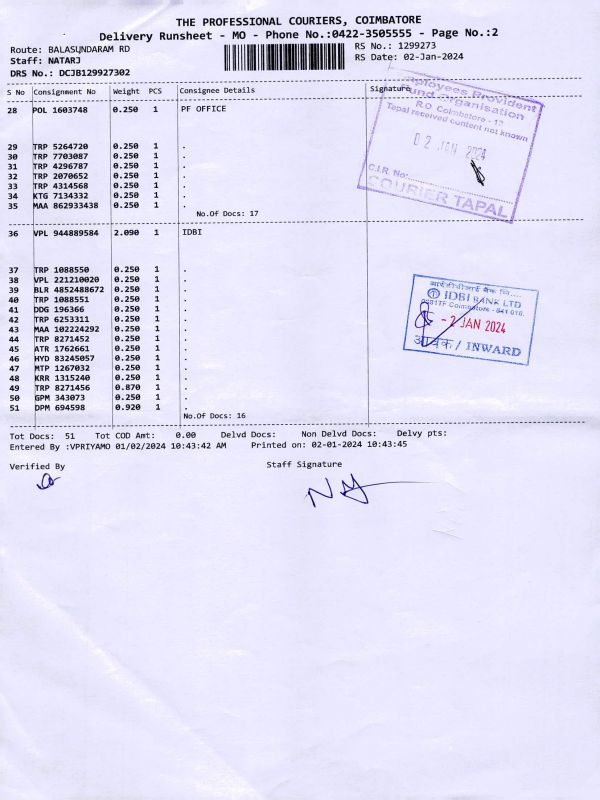 THE PROFESSIONAL COURIERS, COIMBATORE
Delivery Runsheet - MO - Phone No.:0422-3505555 - Page No.:2
Route: BALASUNDARAM RD
RS No.: 1299273
Staff: NATARJ
RS Date: 02-Jan-2024
DRS No.: DCJB129927302
S No Consignment No Weight PCS Consignee Details Signature
28 POL 1603748 0.250 1 PF OFFICE
Employees Provident
Fund Organisation
R.O Coimbatore - 18
Tapal received content not known
02 JAN 2024
C.I.R. No:
COURIER TAPAL
29 TRP 5264720 0.250 1 .
30 TRP 7703087 0.250 1 .
31 TRP 4296787 0.250 1 .
32 TRP 2070652 0.250 1 .
33 TRP 4314568 0.250 1 .
34 KTG 7134332 0.250 1 .
35 MAA 862933438 0.250 1 .
No.Of Docs: 17
36 VPL 944889584 2.090 1 IDBI
37 TRP 1088550 0.250 1 .
38 VPL 221210020 0.250 1 .
39 BLR 4852488672 0.250 1 .
40 TRP 1088551 0.250 1 .
41 DDG 196366 0.250 1 .
42 TRP 6253311 0.250 1 .
43 MAA 102224292 0.250 1 .
44 TRP 8271452 0.250 1 .
45 ATR 1762661 0.250 1 .
46 HYD 83245057 0.250 1 .
47 MTP 1267032 0.250 1 .
48 KRR 1315240 0.250 1 .
49 TRP 8271456 0.870 1 .
50 GPM 343073 0.250 1 .
51 DPM 694598 0.920 1 .
No.Of Docs: 16
IDBI BANK LTD
Coimbatore - 641 018.
- 2 JAN 2024
आवक / INWARD
Tot Docs: 51 Tot COD Amt: 0.00 Delvd Docs: Non Delvd Docs: Delvy pts:
Entered By :VPRIYAMO 01/02/2024 10:43:42 AM Printed on: 02-01-2024 10:43:45
Verified By
Staff Signature